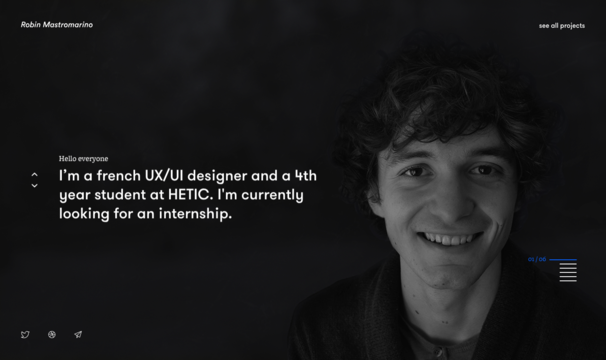 Robin Mastromarino
see all projects
Hello everyone
I'm a french UX/UI designer and a 4th
year student at HETIC. I'm currently
looking for an internship.
01 / 06